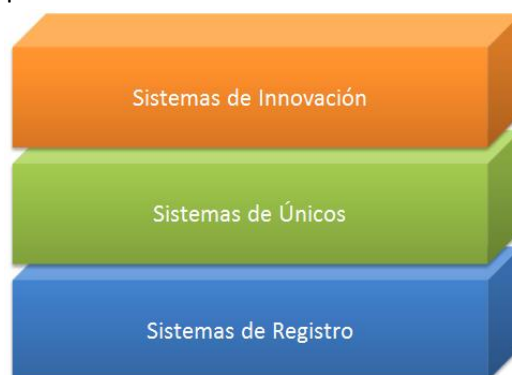 Sistemas de Innovación
Sistemas de Únicos
Sistemas de Registro